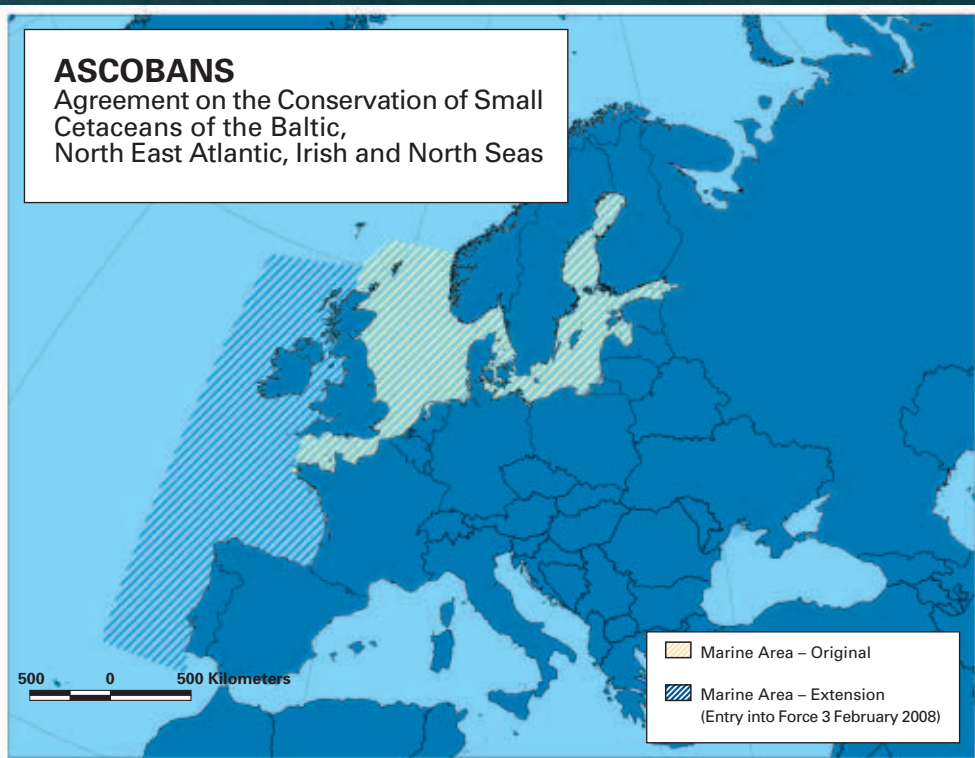 ASCOBANS
Agreement on the Conservation of Small
Cetaceans of the Baltic,
North East Atlantic, Irish and North Seas
500 0 500 Kilometers
Marine Area – Original
Marine Area – Extension
(Entry into Force 3 February 2008)